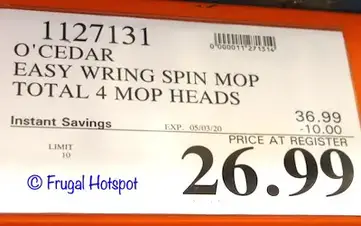 1127131
000011271314
O'CEDAR
EASY WRING SPIN MOP
TOTAL 4 MOP HEADS
36.99
Instant Savings EXP. 05/03/20 -10.00
PRICE AT REGISTER
LIMIT
10
26.99
© Frugal Hotspot